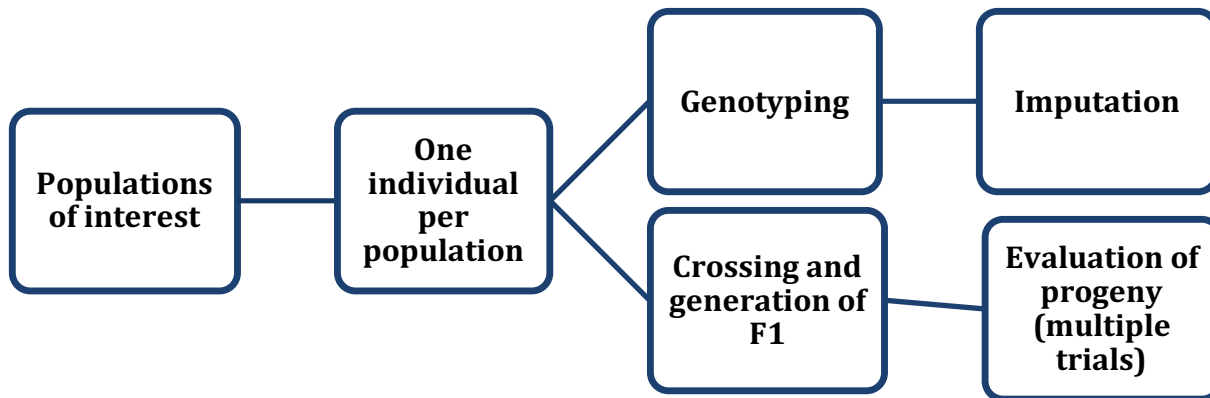 Populations
of interest
One
individual
per
population
Genotyping
Imputation
Crossing and
generation of
F1
Evaluation of
progeny
(multiple
trials)